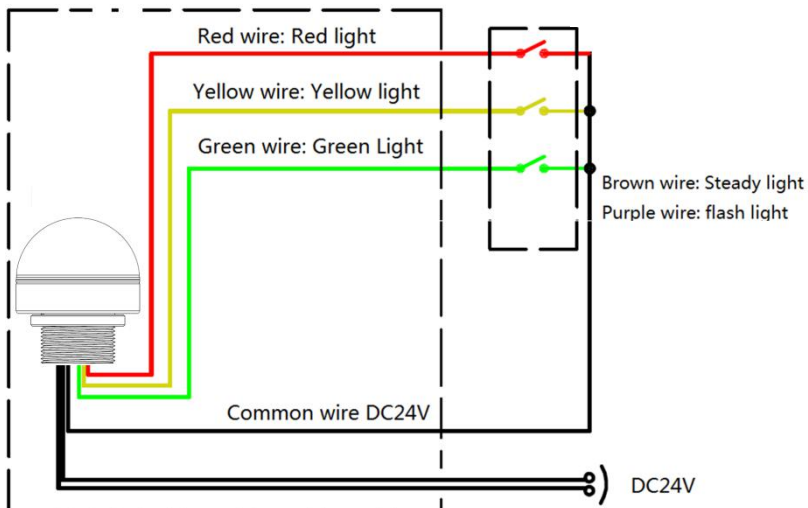 Red wire: Red light
Yellow wire: Yellow light
Green wire: Green Light
Brown wire: Steady light
Purple wire: flash light
Common wire DC24V
DC24V